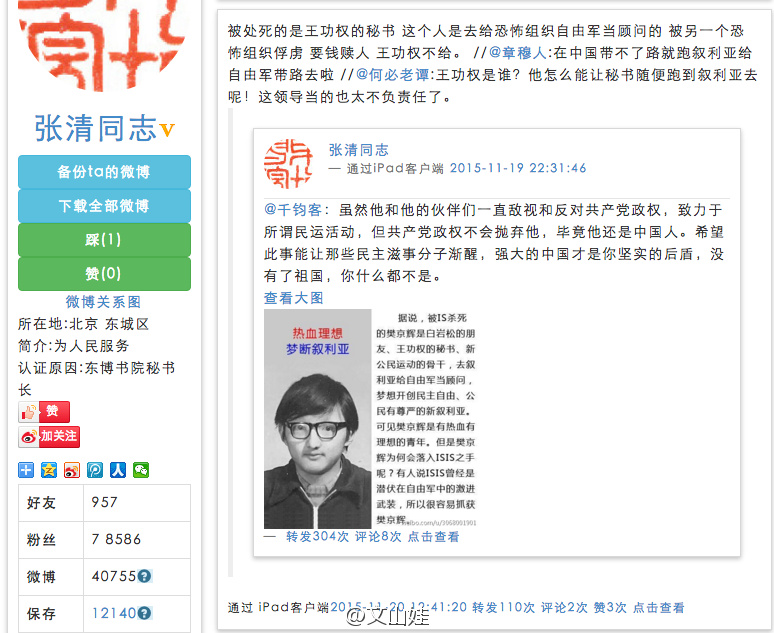 张清同志v
备份ta的微博
下载全部微博
踩(1)
赞(0)
微博关系图
所在地:北京 东城区
简介:为人民服务
认证原因:东博书院秘书
长
赞
加关注
好友 957
粉丝 7 8586
微博 40755
保存 12140
被处死的是王功权的秘书 这个人是去给恐怖组织自由军当顾问的 被另一个恐
怖组织俘虏 要钱赎人 王功权不给。 //@章穆人:在中国带不了路就跑叙利亚给
自由军带路去啦 //@何必老谭:王功权是谁？他怎么能让秘书随便跑到叙利亚去
呢！这领导当的也太不负责任了。
张清同志
— 通过iPad客户端 2015-11-19 22:31:46
@千钧客：虽然他和他的伙伴们一直敌视和反对共产党政权，致力于
所谓民运活动，但共产党政权不会抛弃他，毕竟他还是中国人。希望
此事能让那些民主滋事分子渐醒，强大的中国才是你坚实的后盾，没
有了祖国，你什么都不是。
查看大图
热血理想
梦断叙利亚
据说，被IS杀死
的樊京辉是白岩松的朋
友、王功权的秘书、新
公民运动的骨干，去叙
利亚给自由军当顾问，
梦想开创民主自由、公
民有尊严的新叙利亚。
可见樊京辉是有热血有
理想的青年。但是樊京
辉为何会落入ISIS之手
呢？有人说ISIS曾经是
潜伏在自由军中的激进
武装，所以很容易抓获
樊京辉
— 转发304次 评论8次 点击查看
通过 iPad客户端2015-11-20 12:41:20 转发110次 评论2次 赞3次 点击查看
@文山娃